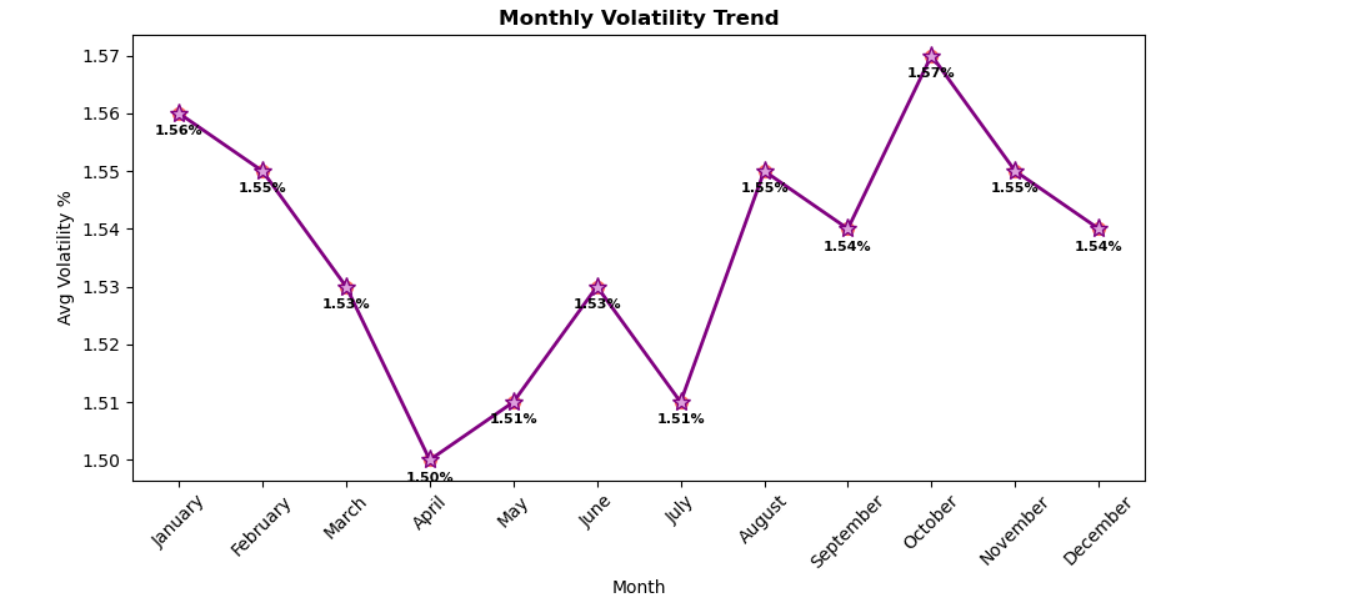 Monthly Volatility Trend
1.57
1.56
1.55
1.54
1.53
1.52
1.51
1.50
Avg Volatility %
1.56%
1.55%
1.53%
1.50%
1.51%
1.53%
1.51%
1.55%
1.54%
1.57%
1.55%
1.54%
January
February
March
April
May
June
July
August
September
October
November
December
Month